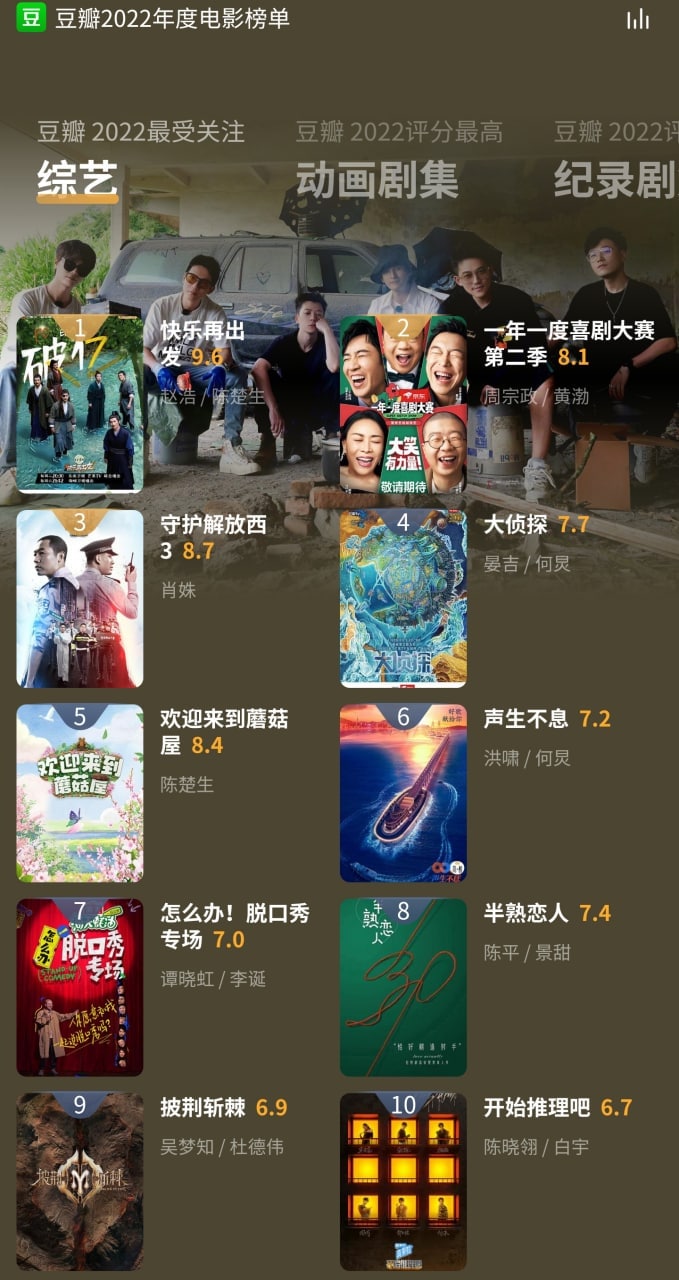 豆 豆瓣2022年度电影榜单
豆瓣 2022最受关注
综艺
豆瓣 2022评分最高
动画剧集
豆瓣 2022评
纪录剧
1
快乐再出
发 9.6
赵浩 / 陈楚生
2
京东
一年一度喜剧大赛
大笑
有力量!
敬请期待
一年一度喜剧大赛
第二季 8.1
周宗政 / 黄渤
3
守护解放西
3 8.7
肖姝
4
大侦探
大侦探 7.7
晏吉 / 何炅
5
欢迎来到
蘑菇屋
欢迎来到蘑菇
屋 8.4
陈楚生
6
好歌
献给你
声生不息 7.2
洪啸 / 何炅
7
怎么办
脱口秀
专场
STAND-UP
COMEDY
怎么办！脱口秀
专场 7.0
谭晓虹 / 李诞
8
半熟恋人
半熟恋人 7.4
陈平 / 景甜
9
披荆斩棘 6.9
吴梦知 / 杜德伟
10
开始推理吧 6.7
陈晓翎 / 白宇